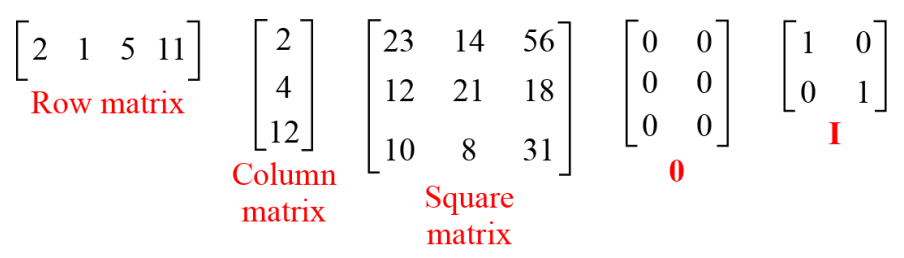 2 1 5 11
Row matrix
2
4
12
Column
matrix
23 14 56
12 21 18
10 8 31
Square
matrix
0 0
0 0
0 0
0
1 0
0 1
I